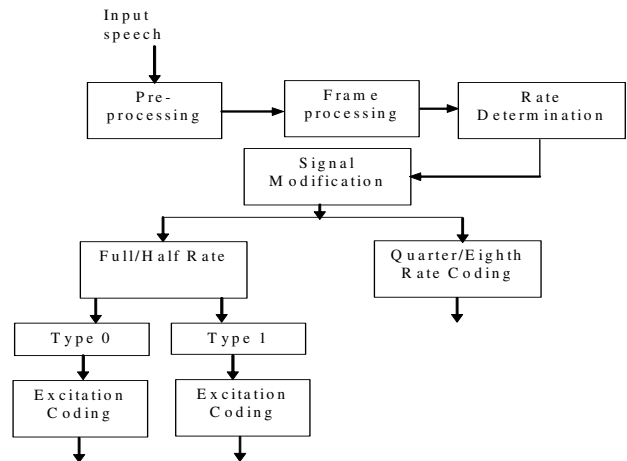 Input
speech
Pre-
processing
Frame
processing
Rate
Determination
Signal
Modification
Full/Half Rate
Quarter/Eighth
Rate Coding
Type 0
Type 1
Excitation
Coding
Excitation
Coding